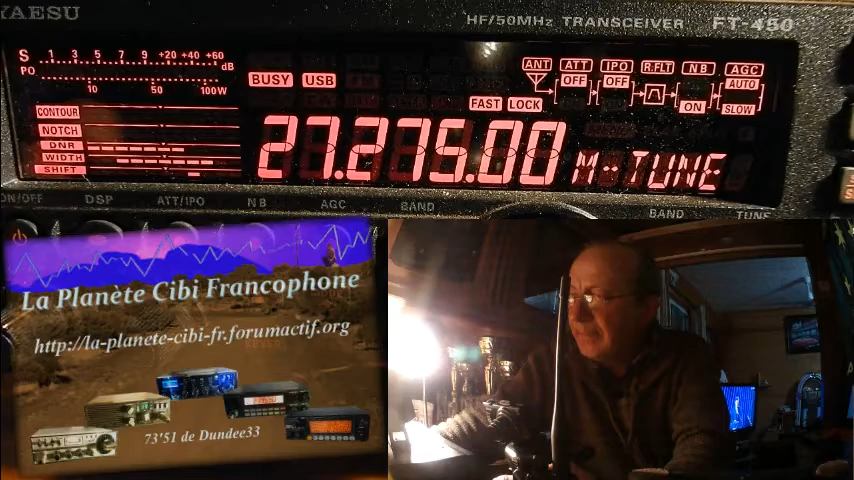 YAESU
HF/50MHz TRANSCEIVER FT-450
S 1 3 5 7 9 +20 +40 +60 dB
PO 10 50 100W
BUSY USB
ANT ATT IPO R.FLT NB AGC
OFF OFF AUTO
ON SLOW
FAST LOCK
CONTOUR
NOTCH
DNR
WIDTH
SHIFT
27.275.00 M-TUNE
ON/OFF DSP ATT/IPO NB AGC BAND BAND TUNE
La Planète Cibi Francophone
http://la-planete-cibi-fr.forumactif.org
73'51 de Dundee33